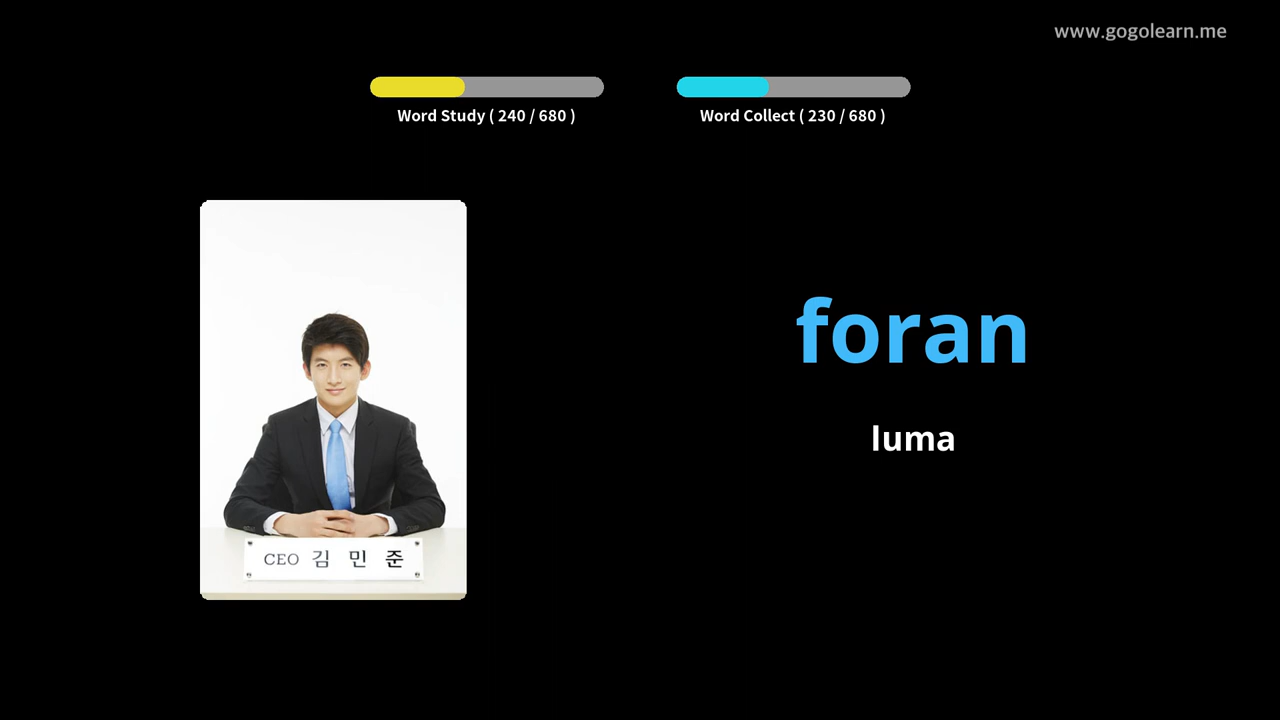 www.gogolearn.me
Word Study ( 240 / 680 )
Word Collect ( 230 / 680 )
foran
luma
CEO 김 민 준